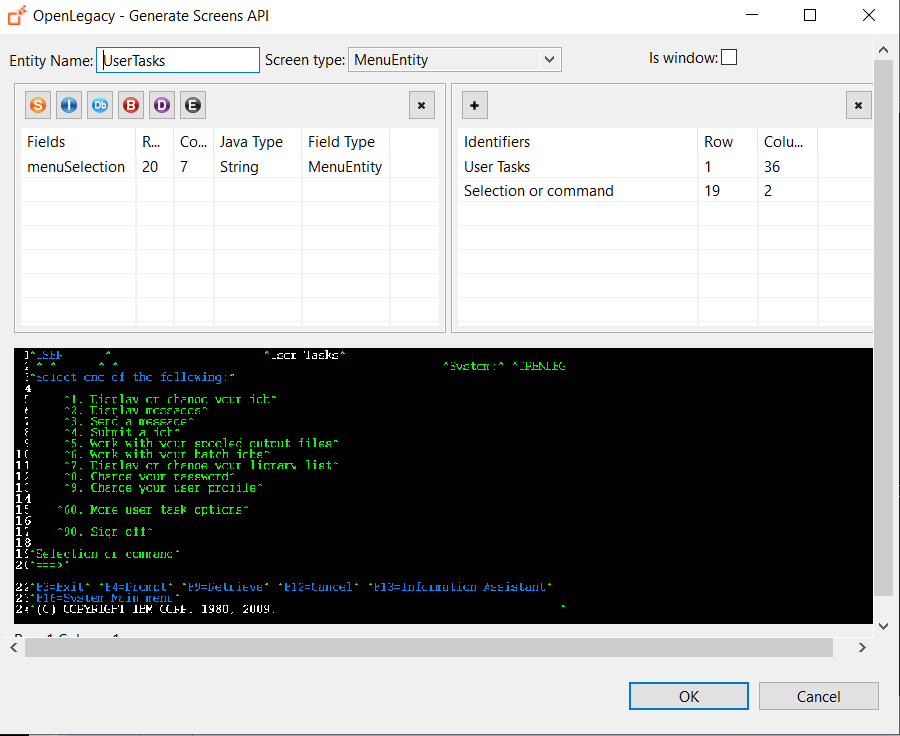 OpenLegacy - Generate Screens API
Entity Name: UserTasks Screen type: MenuEntity Is window:
S I Db B D E
Fields R... Co... Java Type Field Type
menuSelection 20 7 String MenuEntity
Identifiers Row Colu...
User Tasks 1 36
Selection or command 19 2
1^USER ^ ^User Tasks^
2^ ^ ^ ^ ^ ^System:^ ^OPENLEG
3^Select one of the following:^
4
5 ^1. Display or change your job^
6 ^2. Display messages^
7 ^3. Send a message^
8 ^4. Submit a job^
9 ^5. Work with your spooled output files^
10 ^6. Work with your batch jobs^
11 ^7. Display or change your library list^
12 ^8. Change your password^
13 ^9. Change your user profile^
14
15 ^60. More user task options^
16
17 ^90. Sign off^
18
19^Selection or command^
20^===>^
22^F3=Exit^ ^F4=Prompt^ ^F9=Retrieve^ ^F12=Cancel^ ^F13=Information Assistant^
23^F16=System Main menu^
24^(C) COPYRIGHT IBM CORP. 1980, 2009. ^
OK Cancel